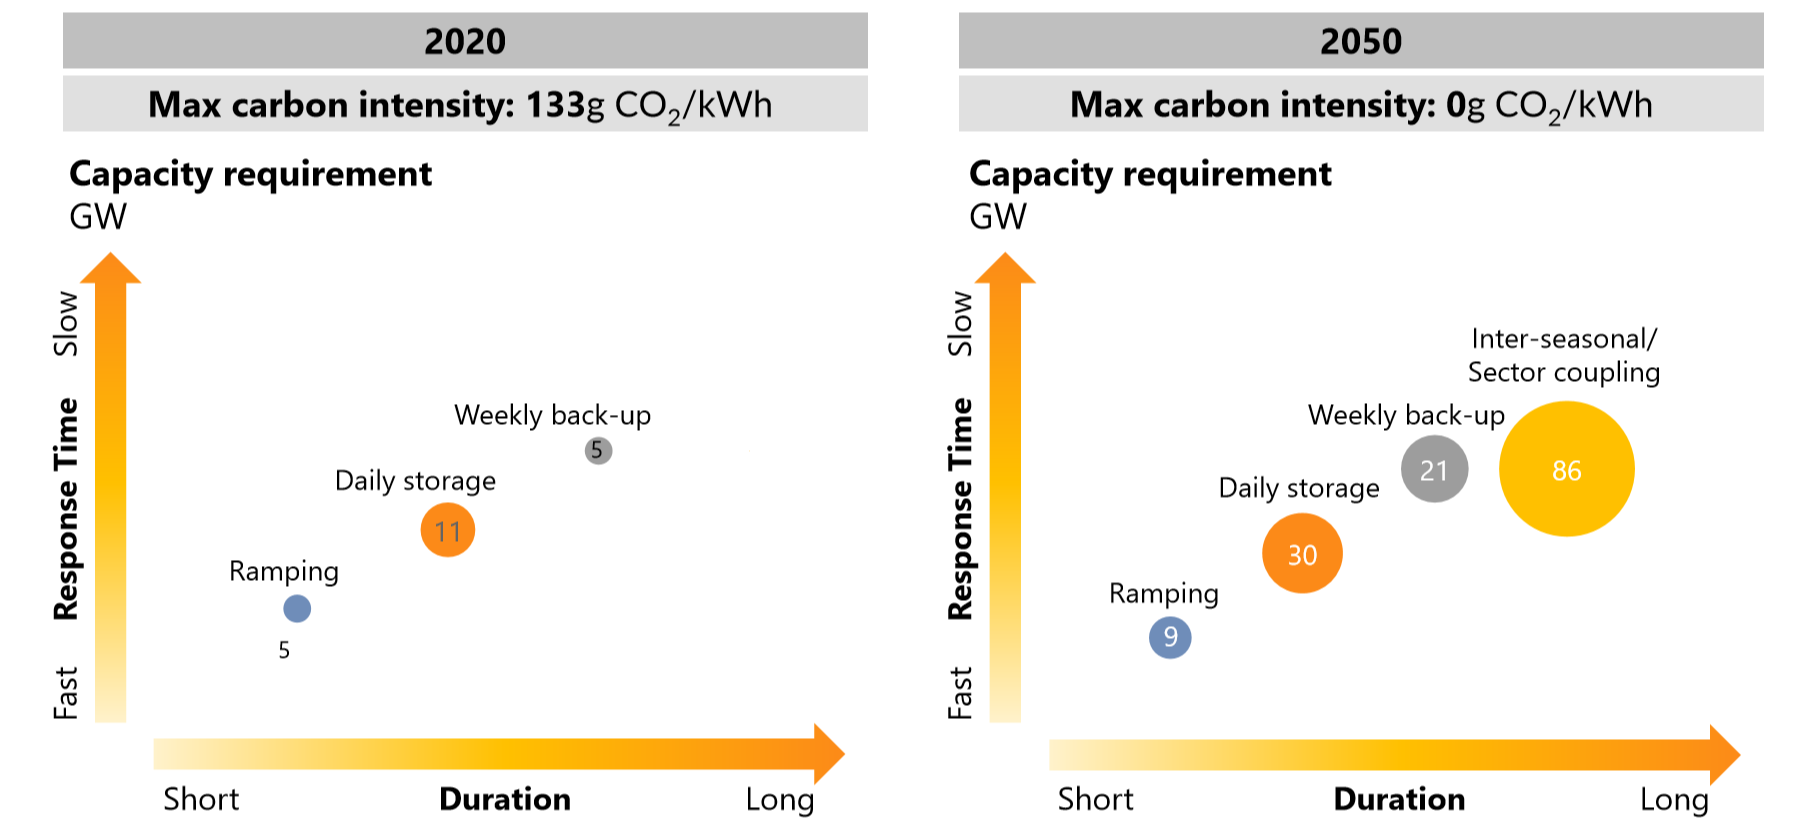 2020
Max carbon intensity: 133g CO₂/kWh
Capacity requirement
GW
Slow
Response Time
Fast
Weekly back-up
5
Daily storage
11
Ramping
5
Short
Duration
Long
2050
Max carbon intensity: 0g CO₂/kWh
Capacity requirement
GW
Slow
Response Time
Fast
Inter-seasonal/
Sector coupling
86
Weekly back-up
21
Daily storage
30
Ramping
9
Short
Duration
Long